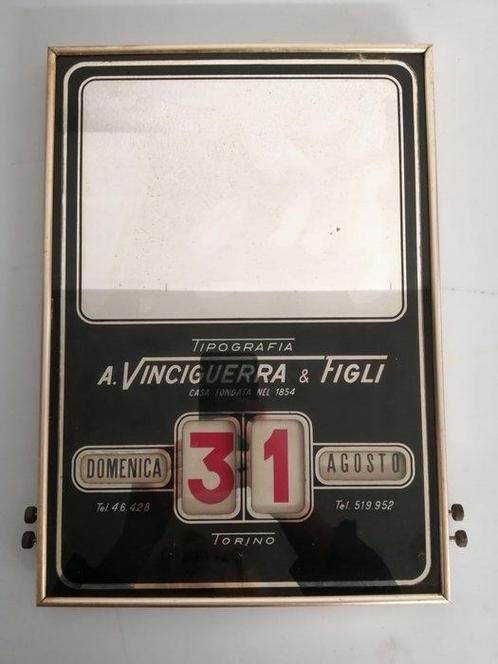 TIPOGRAFIA
A. VINCIGUERRA & FIGLI
CASA FONDATA NEL 1854
DOMENICA 31 AGOSTO
Tel. 46.428 Tel. 519.952
TORINO